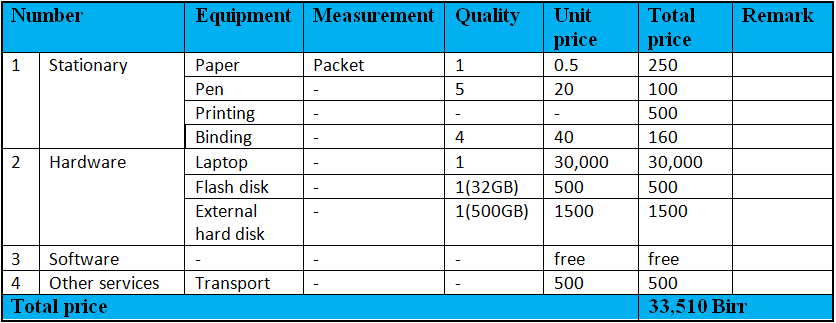 Number Equipment Measurement Quality Unit price Total price Remark
1 Stationary Paper Packet 1 0.5 250
Pen - 5 20 100
Printing - - - 500
Binding - 4 40 160
2 Hardware Laptop - 1 30,000 30,000
Flash disk - 1(32GB) 500 500
External hard disk - 1(500GB) 1500 1500
3 Software - - - free free
4 Other services Transport - - 500 500
Total price 33,510 Birr